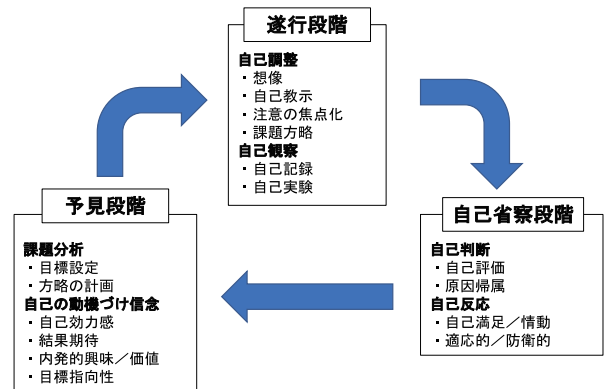 遂行段階
自己調整
・想像
・自己教示
・注意の焦点化
・課題方略
自己観察
・自己記録
・自己実験
予見段階
課題分析
・目標設定
・方略の計画
自己の動機づけ信念
・自己効力感
・結果期待
・内発的興味／価値
・目標指向性
自己省察段階
自己判断
・自己評価
・原因帰属
自己反応
・自己満足／情動
・適応的／防衛的